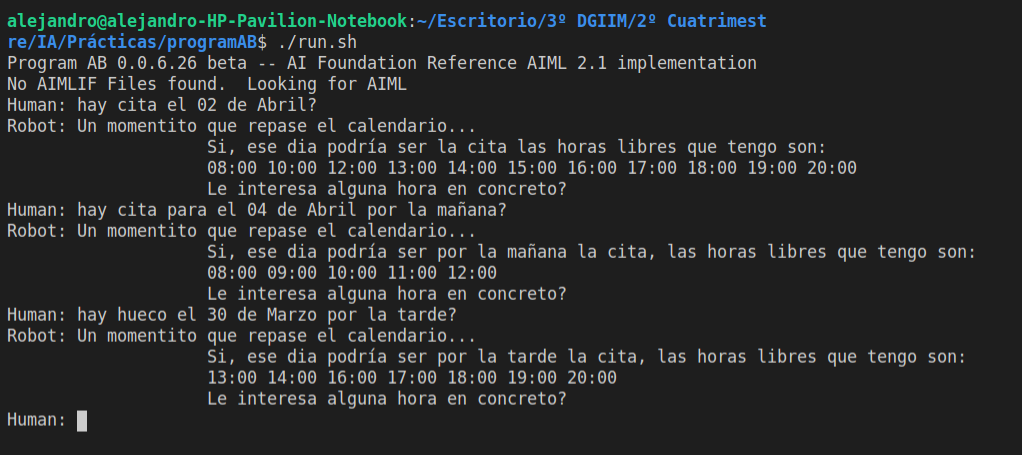 alejandro@alejandro-HP-Pavilion-Notebook:~/Escritorio/3º DGIIM/2º Cuatrimest
re/IA/Prácticas/programAB$ ./run.sh
Program AB 0.0.6.26 beta -- AI Foundation Reference AIML 2.1 implementation
No AIMLIF Files found.  Looking for AIML
Human: hay cita el 02 de Abril?
Robot: Un momentito que repase el calendario...
Si, ese dia podría ser la cita las horas libres que tengo son:
08:00 10:00 12:00 13:00 14:00 15:00 16:00 17:00 18:00 19:00 20:00
Le interesa alguna hora en concreto?
Human: hay cita para el 04 de Abril por la mañana?
Robot: Un momentito que repase el calendario...
Si, ese dia podría ser por la mañana la cita, las horas libres que tengo son:
08:00 09:00 10:00 11:00 12:00
Le interesa alguna hora en concreto?
Human: hay hueco el 30 de Marzo por la tarde?
Robot: Un momentito que repase el calendario...
Si, ese dia podría ser por la tarde la cita, las horas libres que tengo son:
13:00 14:00 16:00 17:00 18:00 19:00 20:00
Le interesa alguna hora en concreto?
Human: